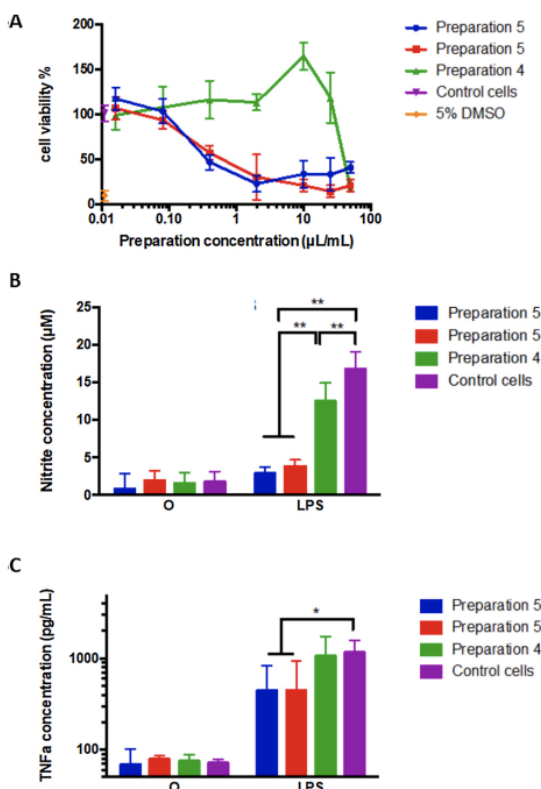 A
200
150
100
50
0
cell viability %
0.01
0.10
1
10
100
Preparation concentration (µL/mL)
Preparation 5
Preparation 5
Preparation 4
Control cells
5% DMSO
B
25
20
15
10
5
0
Nitrite concentration (µM)
**
**
**
O
LPS
Preparation 5
Preparation 5
Preparation 4
Control cells
C
1000
100
TNFa concentration (pg/mL)
*
O
LPS
Preparation 5
Preparation 5
Preparation 4
Control cells